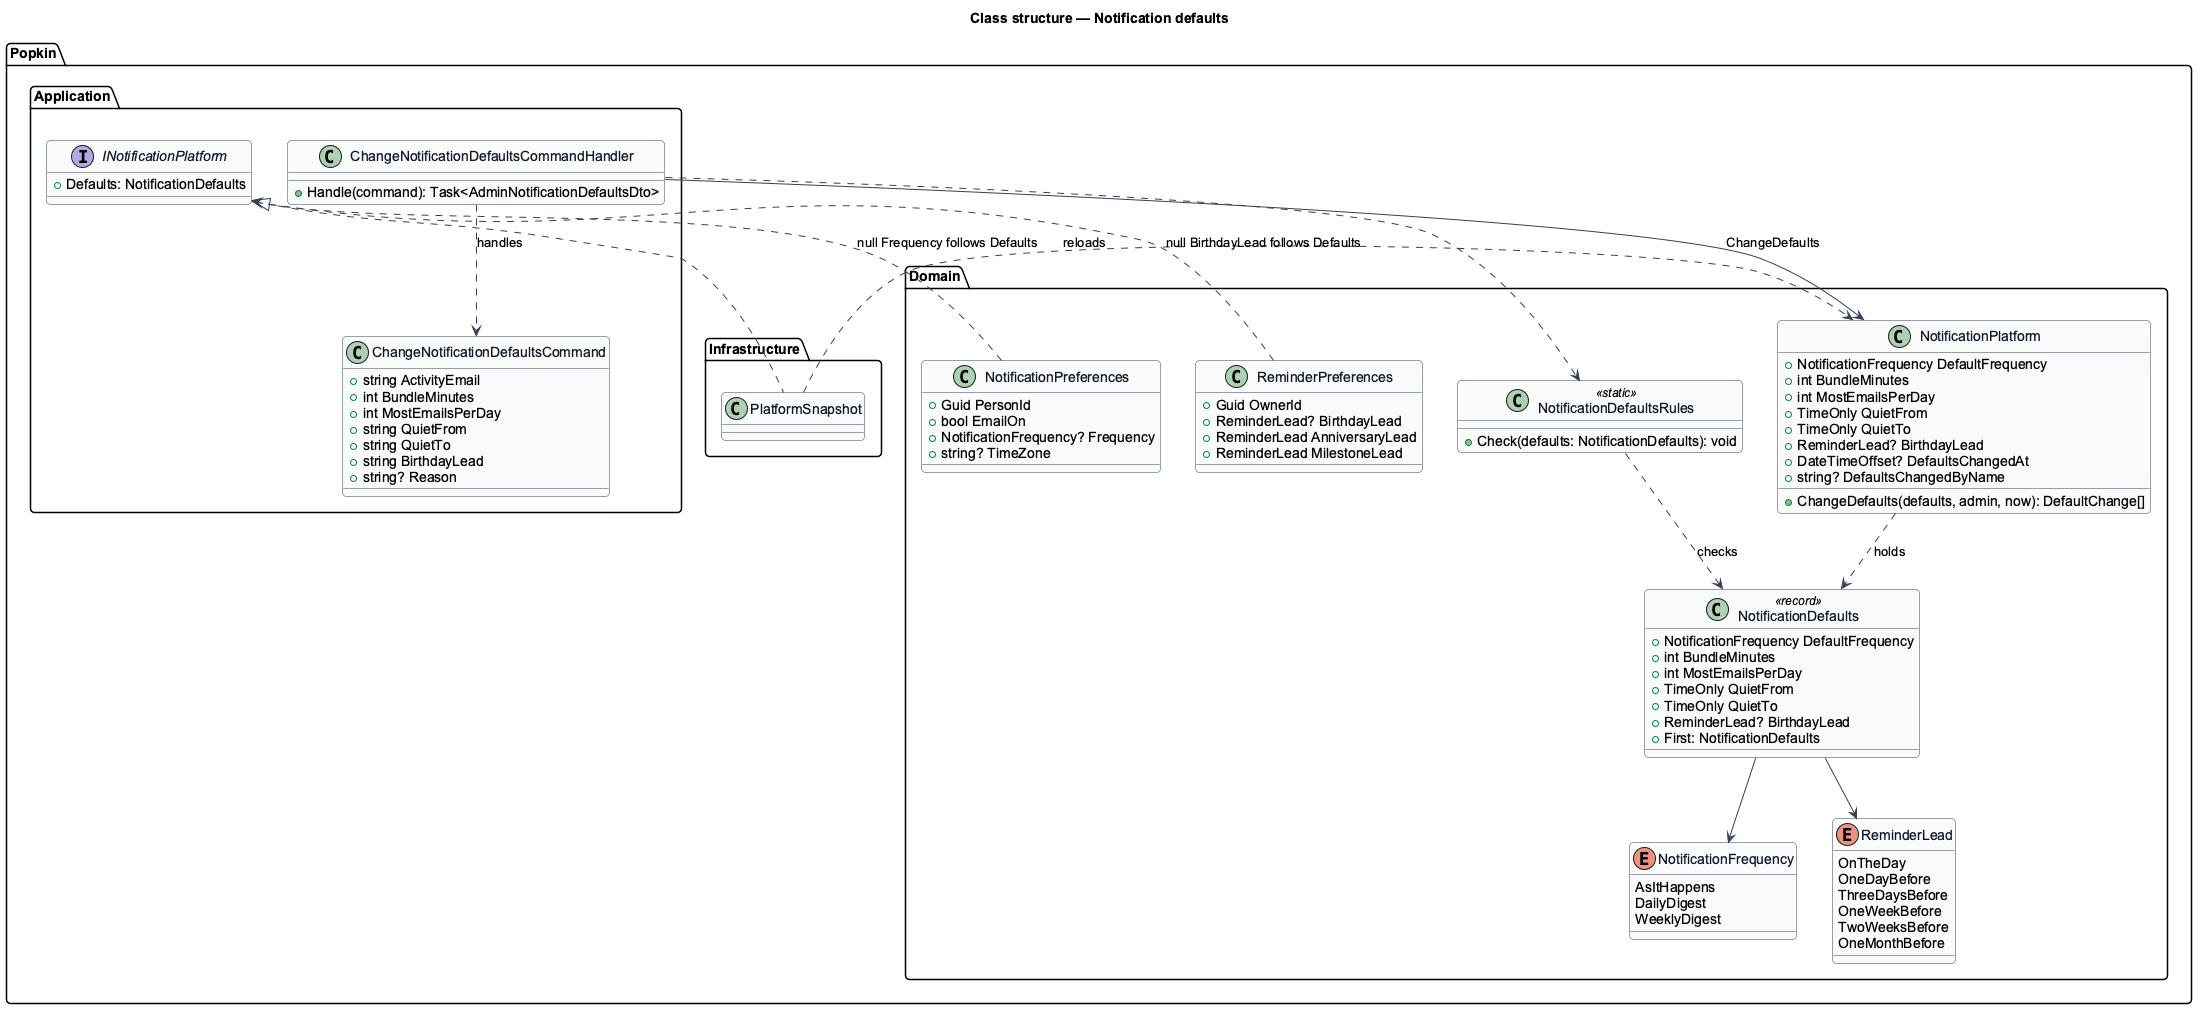 Class structure — Notification defaults
Popkin
Application
I INotificationPlatform
Defaults: NotificationDefaults
C ChangeNotificationDefaultsCommandHandler
Handle(command): Task<AdminNotificationDefaultsDto>
handles
null Frequency follows Defaults
reloads
null BirthdayLead follows Defaults
ChangeDefaults
C ChangeNotificationDefaultsCommand
string ActivityEmail
int BundleMinutes
int MostEmailsPerDay
string QuietFrom
string QuietTo
string BirthdayLead
string? Reason
Infrastructure
C PlatformSnapshot
Domain
C NotificationPreferences
Guid PersonId
bool EmailOn
NotificationFrequency? Frequency
string? TimeZone
C ReminderPreferences
Guid OwnerId
ReminderLead? BirthdayLead
ReminderLead AnniversaryLead
ReminderLead MilestoneLead
C «static»
NotificationDefaultsRules
Check(defaults: NotificationDefaults): void
C NotificationPlatform
NotificationFrequency DefaultFrequency
int BundleMinutes
int MostEmailsPerDay
TimeOnly QuietFrom
TimeOnly QuietTo
ReminderLead? BirthdayLead
DateTimeOffset? DefaultsChangedAt
string? DefaultsChangedByName
ChangeDefaults(defaults, admin, now): DefaultChange[]
checks
holds
C «record»
NotificationDefaults
NotificationFrequency DefaultFrequency
int BundleMinutes
int MostEmailsPerDay
TimeOnly QuietFrom
TimeOnly QuietTo
ReminderLead? BirthdayLead
First: NotificationDefaults
E NotificationFrequency
AsItHappens
DailyDigest
WeeklyDigest
E ReminderLead
OnTheDay
OneDayBefore
ThreeDaysBefore
OneWeekBefore
TwoWeeksBefore
OneMonthBefore